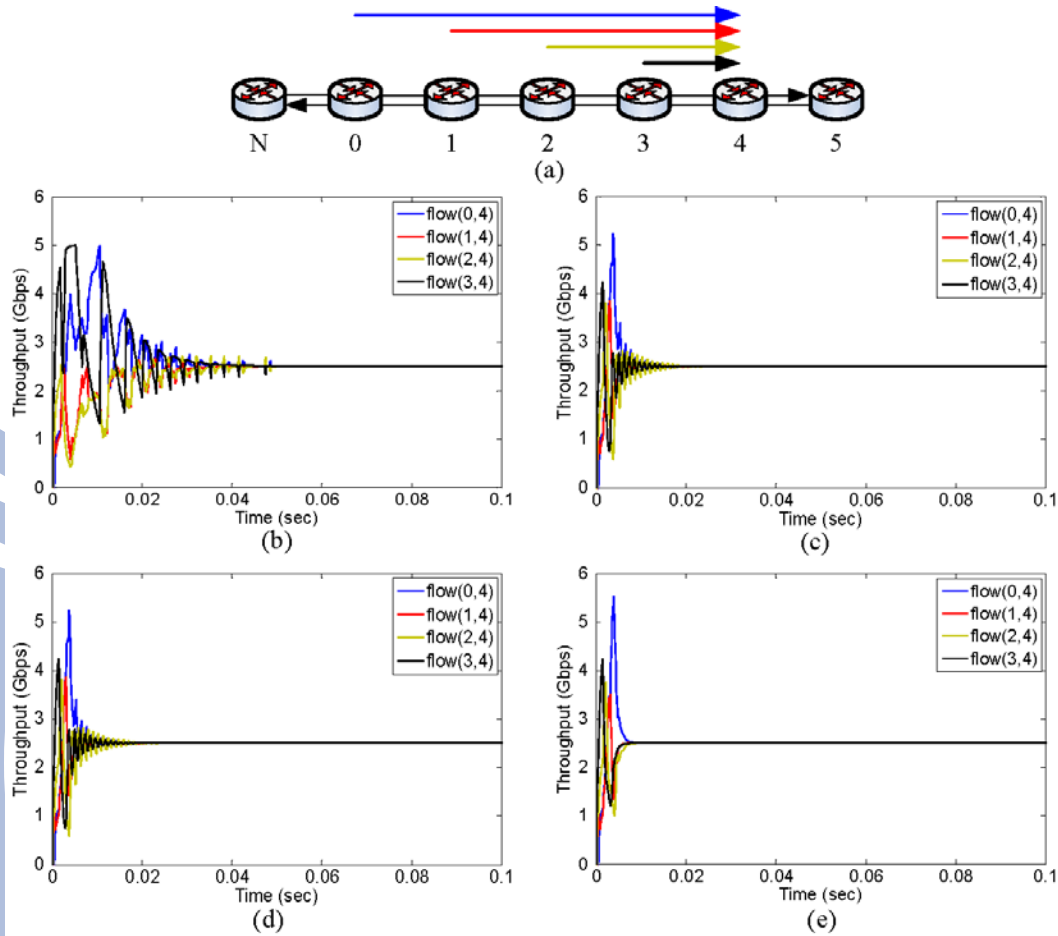 N 0 1 2 3 4 5
(a)
6
5
4
3
2
1
0
Throughput (Gbps)
flow(0,4)
flow(1,4)
flow(2,4)
flow(3,4)
0 0.02 0.04 0.06 0.08 0.1
Time (sec)
(b)
6
5
4
3
2
1
0
Throughput (Gbps)
flow(0,4)
flow(1,4)
flow(2,4)
flow(3,4)
0 0.02 0.04 0.06 0.08 0.1
Time (sec)
(c)
6
5
4
3
2
1
0
Throughput (Gbps)
flow(0,4)
flow(1,4)
flow(2,4)
flow(3,4)
0 0.02 0.04 0.06 0.08 0.1
Time (sec)
(d)
6
5
4
3
2
1
0
Throughput (Gbps)
flow(0,4)
flow(1,4)
flow(2,4)
flow(3,4)
0 0.02 0.04 0.06 0.08 0.1
Time (sec)
(e)